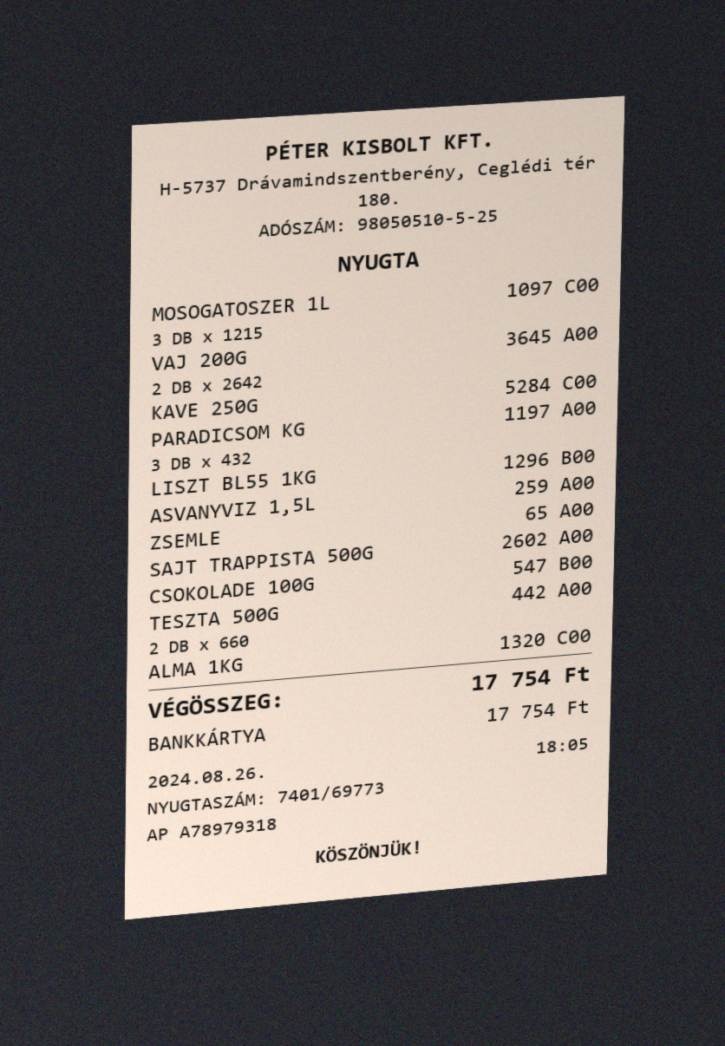 PÉTER KISBOLT KFT.
H-5737 Drávamindszentberény, Ceglédi tér
180.
ADÓSZÁM: 98050510-5-25
NYUGTA
MOSOGATOSZER 1L 1097 C00
3 DB x 1215
VAJ 200G 3645 A00
2 DB x 2642
KAVE 250G 5284 C00
PARADICSOM KG 1197 A00
3 DB x 432
LISZT BL55 1KG 1296 B00
ASVANYVIZ 1,5L 259 A00
ZSEMLE 65 A00
SAJT TRAPPISTA 500G 2602 A00
CSOKOLADE 100G 547 B00
TESZTA 500G 442 A00
2 DB x 660
ALMA 1KG 1320 C00
VÉGÖSSZEG: 17 754 Ft
BANKKÁRTYA 17 754 Ft
2024.08.26. 18:05
NYUGTASZÁM: 7401/69773
AP A78979318
KÖSZÖNJÜK!